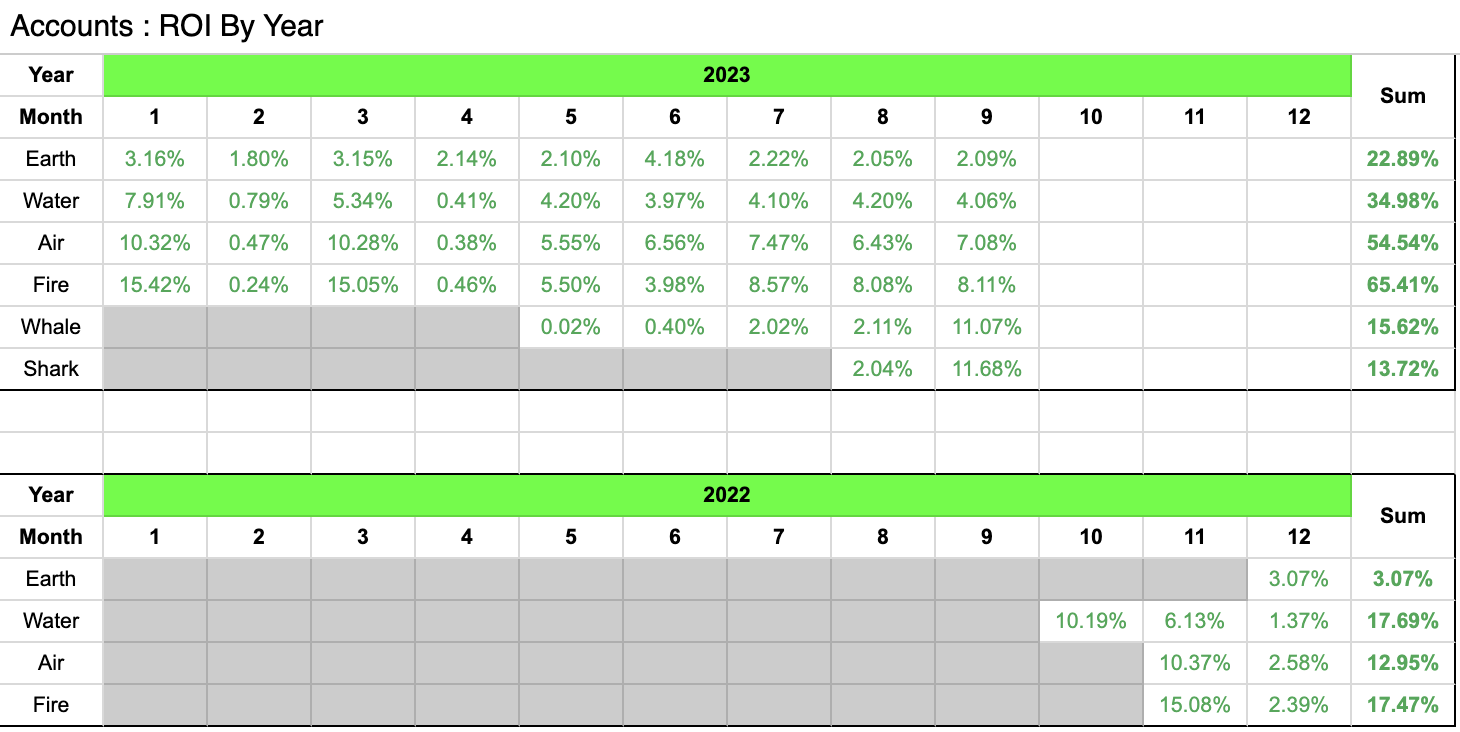 Accounts : ROI By Year
Year 2023 Sum
Month 1 2 3 4 5 6 7 8 9 10 11 12
Earth 3.16% 1.80% 3.15% 2.14% 2.10% 4.18% 2.22% 2.05% 2.09% 22.89%
Water 7.91% 0.79% 5.34% 0.41% 4.20% 3.97% 4.10% 4.20% 4.06% 34.98%
Air 10.32% 0.47% 10.28% 0.38% 5.55% 6.56% 7.47% 6.43% 7.08% 54.54%
Fire 15.42% 0.24% 15.05% 0.46% 5.50% 3.98% 8.57% 8.08% 8.11% 65.41%
Whale 0.02% 0.40% 2.02% 2.11% 11.07% 15.62%
Shark 2.04% 11.68% 13.72%
Year 2022 Sum
Month 1 2 3 4 5 6 7 8 9 10 11 12
Earth 3.07% 3.07%
Water 10.19% 6.13% 1.37% 17.69%
Air 10.37% 2.58% 12.95%
Fire 15.08% 2.39% 17.47%